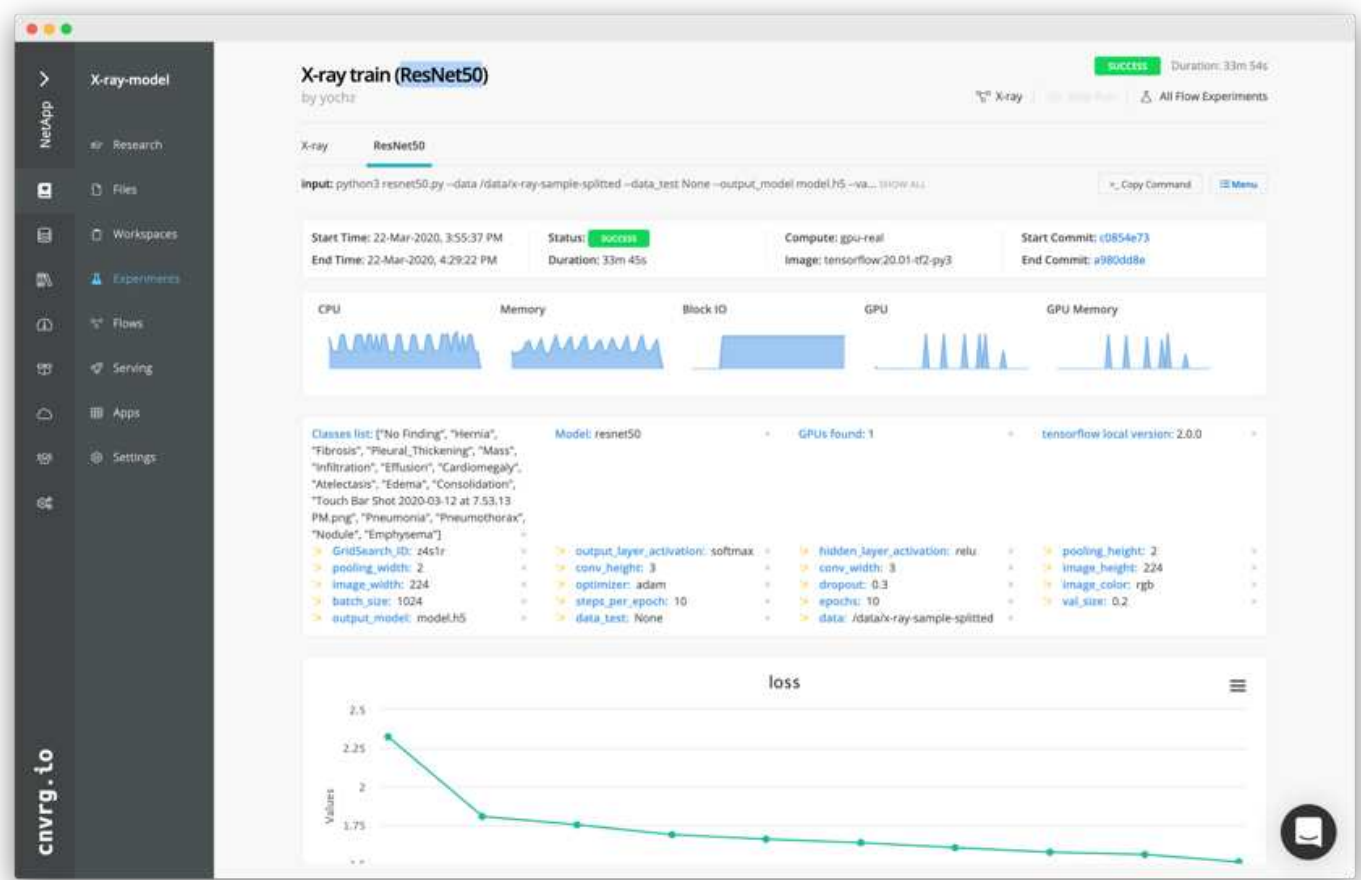 X-ray-model
NetApp
Research
Files
Workspaces
Experiments
Flows
Serving
Apps
Settings
cnvrg.io
X-ray train (ResNet50)
by yochz
SUCCESS Duration: 33m 54s
X-ray
All Flow Experiments
X-ray ResNet50
input: python3 resnet50.py --data /data/x-ray-sample-splitted --data_test None --output_model model.h5 --va... SHOW ALL
>_ Copy Command Menu
Start Time: 22-Mar-2020, 3:55:37 PM Status: SUCCESS Compute: gpu-real Start Commit: c0854e73
End Time: 22-Mar-2020, 4:29:22 PM Duration: 33m 45s Image: tensorflow:20.01-tf2-py3 End Commit: a980dd8e
CPU Memory Block IO GPU GPU Memory
Classes list: ["No Finding", "Hernia",
"Fibrosis", "Pleural_Thickening", "Mass",
"Infiltration", "Effusion", "Cardiomegaly",
"Atelectasis", "Edema", "Consolidation",
"Touch Bar Shot 2020-03-12 at 7.53.13
PM.png", "Pneumonia", "Pneumothorax",
"Nodule", "Emphysema"]
Model: resnet50
GPUs found: 1
tensorflow local version: 2.0.0
GridSearch_ID: z4s1r output_layer_activation: softmax hidden_layer_activation: relu pooling_height: 2
pooling_width: 2 conv_height: 3 conv_width: 3 image_height: 224
image_width: 224 optimizer: adam dropout: 0.3 image_color: rgb
batch_size: 1024 steps_per_epoch: 10 epochs: 10 val_size: 0.2
output_model: model.h5 data_test: None data: /data/x-ray-sample-splitted
loss
2.5
2.25
2
1.75
Values